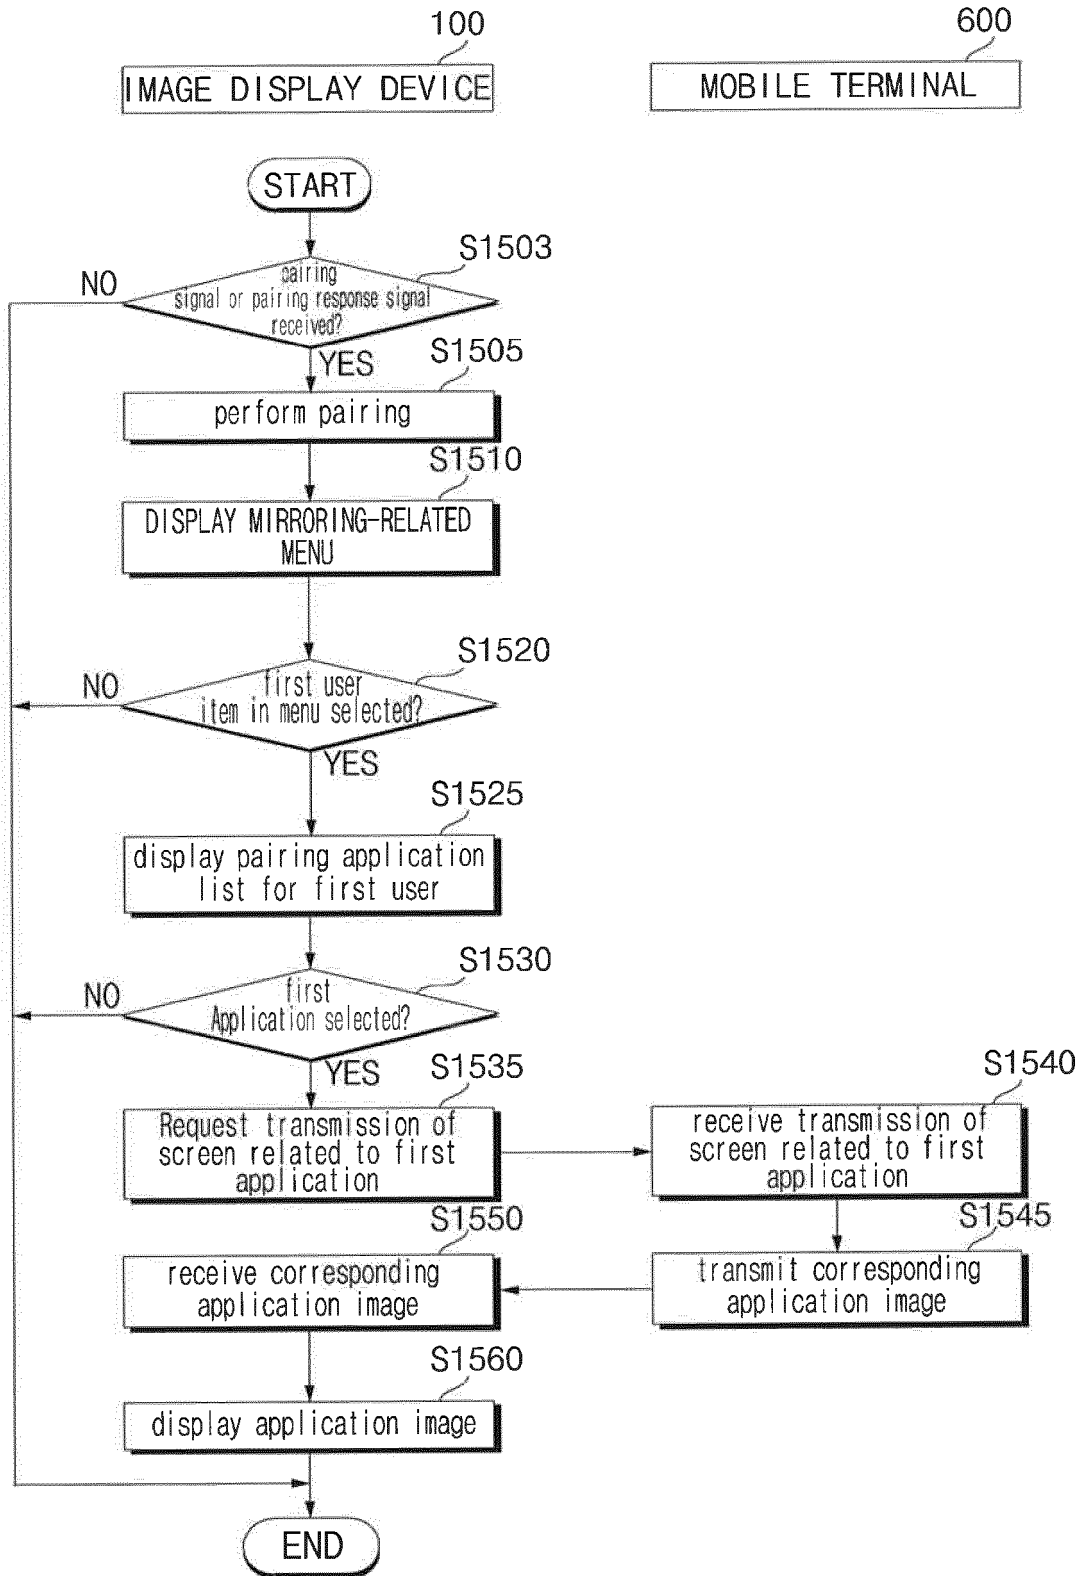 100
600
IMAGE DISPLAY DEVICE
MOBILE TERMINAL
START
S1503
NO
pairing
signal or pairing response signal
received?
YES
S1505
perform pairing
S1510
DISPLAY MIRRORING-RELATED
MENU
S1520
NO
first user
item in menu selected?
YES
S1525
display pairing application
list for first user
S1530
NO
first
Application selected?
YES
S1535
S1540
Request transmission of
screen related to first
application
receive transmission of
screen related to first
application
S1550
S1545
receive corresponding
application image
transmit corresponding
application image
S1560
display application image
END